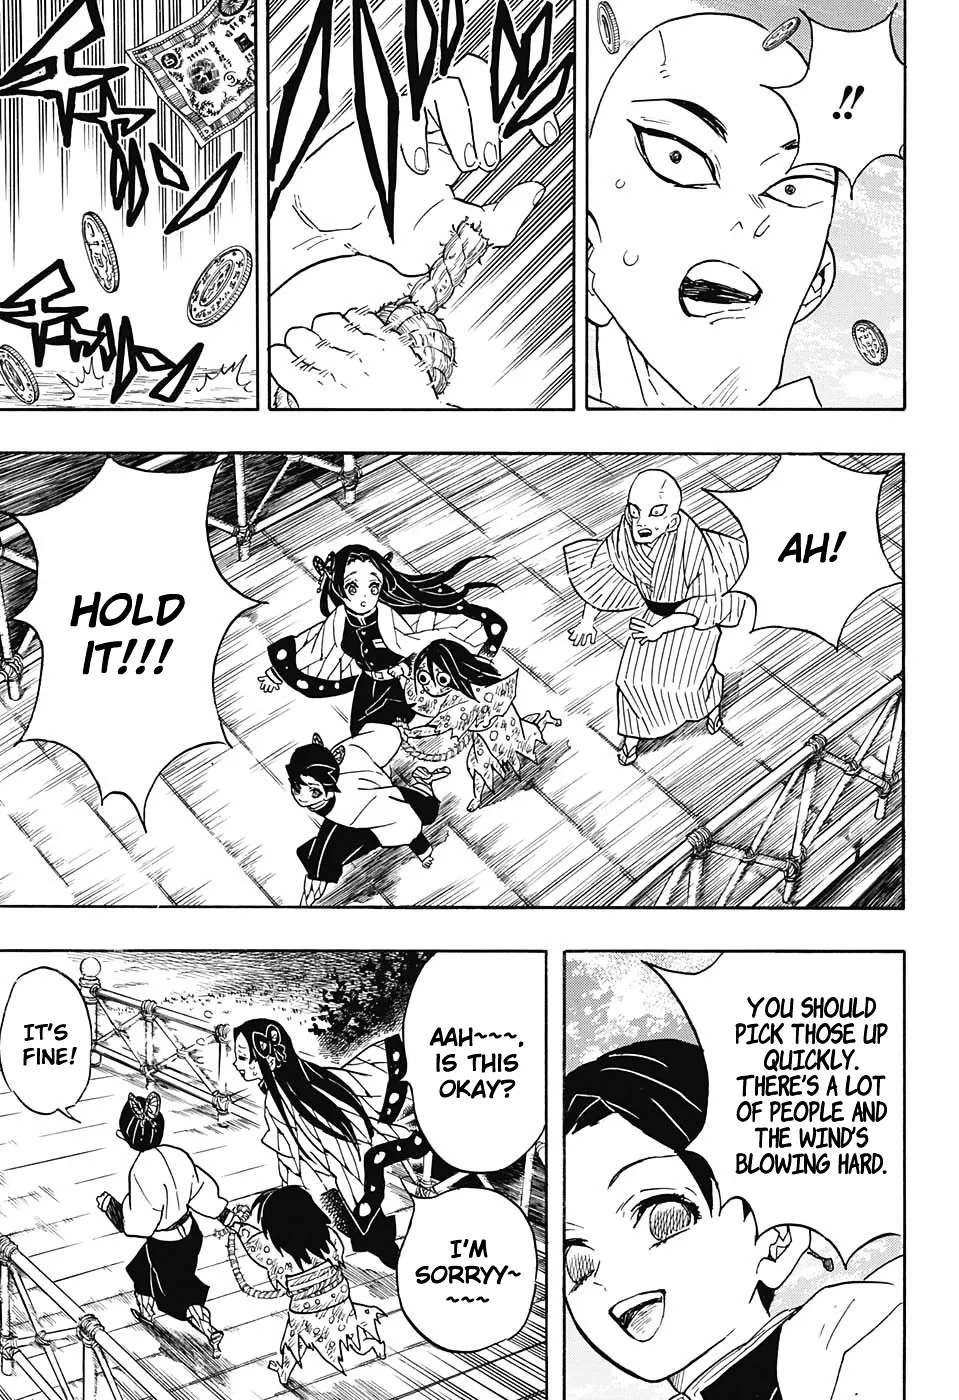 !!
AH!
HOLD
IT!!!
YOU SHOULD
PICK THOSE UP
QUICKLY.
THERE'S A LOT
OF PEOPLE AND
THE WIND'S
BLOWING HARD.
AAH~~~,
IS THIS
OKAY?
I'M
SORRYY~
~~~
IT'S
FINE!